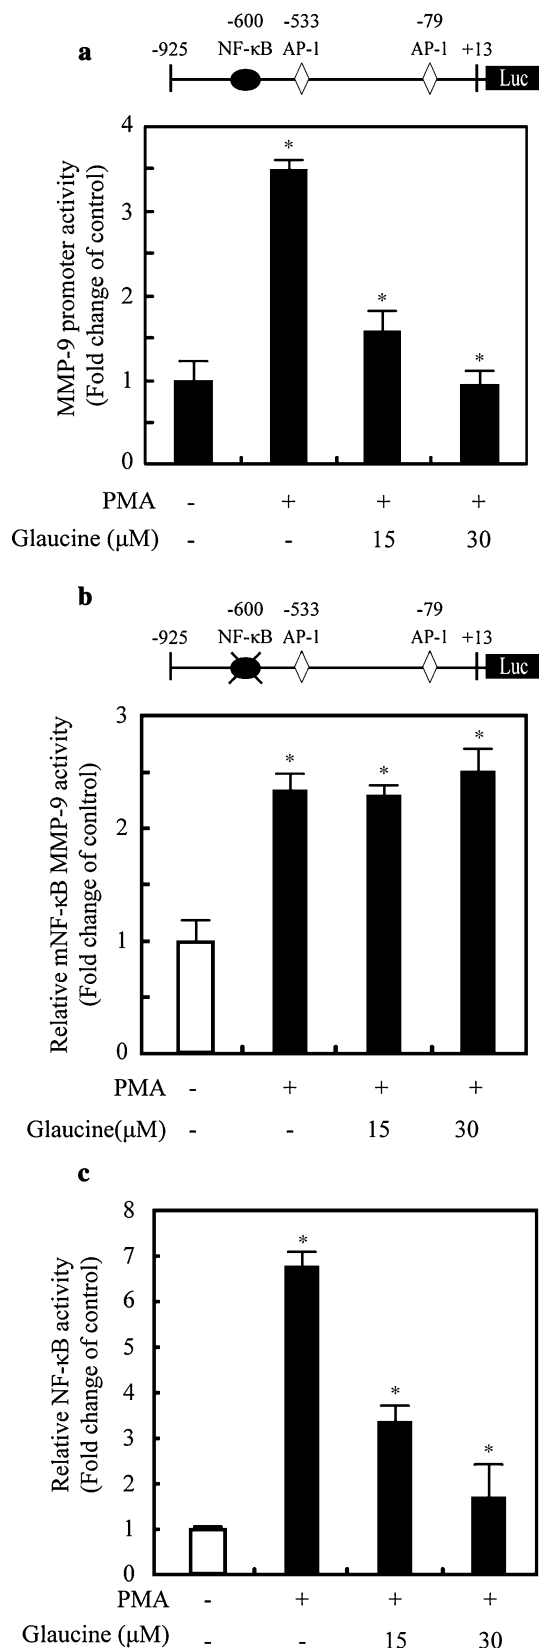 a
-600 -533 -79
-925 NF-κB AP-1 AP-1 +13
Luc
MMP-9 promoter activity
(Fold change of control)
4
*
3
2
*
*
1
0
PMA - + + +
Glaucine (μM) - - 15 30
b
-600 -533 -79
-925 NF-κB AP-1 AP-1 +13
Luc
Relative mNF-κB MMP-9 activity
(Fold change of conltrol)
3
* * *
2
1
0
PMA - + + +
Glaucine(μM) - - 15 30
c
Relative NF-κB activity
(Fold change of control)
8
*
7
6
5
4
*
3
*
2
1
0
PMA - + + +
Glaucine (μM) - - 15 30